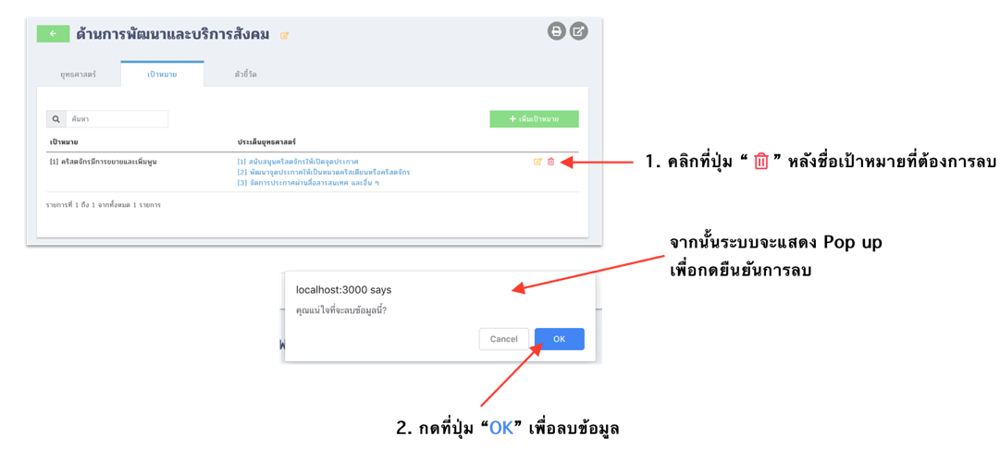 ด้านการพัฒนาและบริการสังคม
ยุทธศาสตร์
เป้าหมาย
ตัวชี้วัด
ค้นหา
+ เพิ่มเป้าหมาย
เป้าหมาย
ประเด็นยุทธศาสตร์
[1] คริสตจักรมีการขยายและเพิ่มพูน
[1] สนับสนุนคริสตจักรให้เปิดจุดประกาศ
[2] พัฒนาจุดประกาศให้เป็นหมวดคริสเตียนหรือคริสตจักร
[3] จัดการประกาศผ่านสื่อสารสนเทศ และอื่น ๆ
รายการที่ 1 ถึง 1 จากทั้งหมด 1 รายการ
1. คลิกที่ปุ่ม “ ” หลังชื่อเป้าหมายที่ต้องการลบ
จากนั้นระบบจะแสดง Pop up
เพื่อกดยืนยันการลบ
localhost:3000 says
คุณแน่ใจที่จะลบข้อมูลนี้?
Cancel
OK
2. กดที่ปุ่ม “OK” เพื่อลบข้อมูล